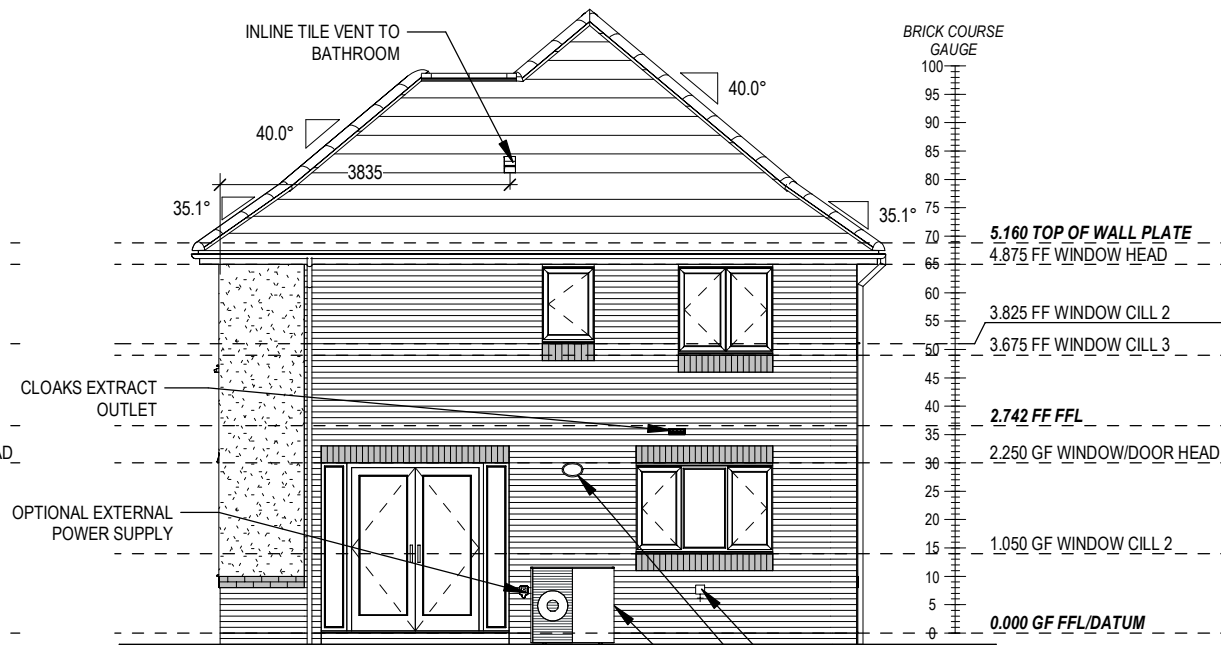 INLINE TILE VENT TO
BATHROOM
BRICK COURSE
GAUGE
100
95
90
85
80
75
70
65
60
55
50
45
40
35
30
25
20
15
10
5
0
40.0°
40.0°
3835
35.1°
35.1°
5.160 TOP OF WALL PLATE
4.875 FF WINDOW HEAD
3.825 FF WINDOW CILL 2
3.675 FF WINDOW CILL 3
CLOAKS EXTRACT
OUTLET
2.742 FF FFL
AD
2.250 GF WINDOW/DOOR HEAD
OPTIONAL EXTERNAL
POWER SUPPLY
1.050 GF WINDOW CILL 2
0.000 GF FFL/DATUM